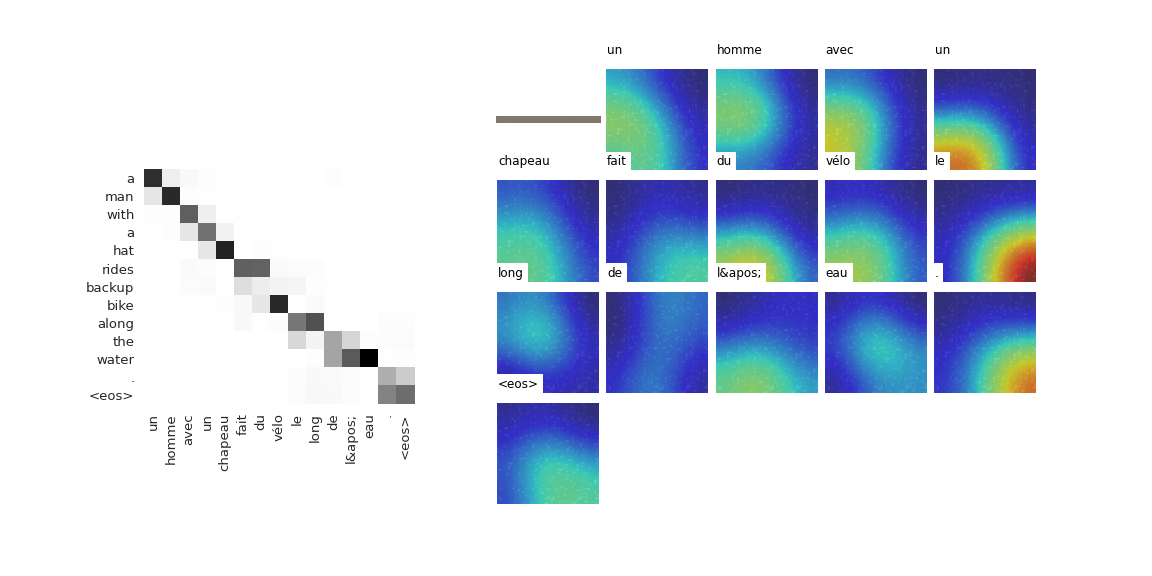 a
man
with
a
hat
rides
backup
bike
along
the
water
.
<eos>
un
homme
avec
un
chapeau
fait
du
vélo
le
long
de
l&apos;
eau
.
<eos>
un homme avec un
chapeau fait du vélo le
long de l&apos; eau .
<eos>